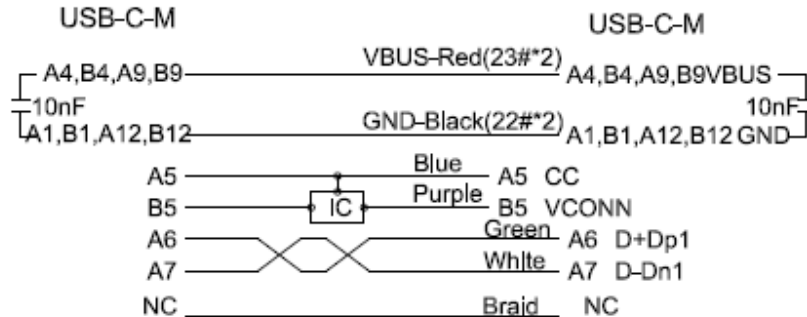 USB-C-M USB-C-M
A4,B4,A9,B9 VBUS-Red(23#*2) A4,B4,A9,B9VBUS
10nF 10nF
A1,B1,A12,B12 GND-Black(22#*2) A1,B1,A12,B12 GND
A5 Blue A5 CC
B5 IC Purple B5 VCONN
A6 Green A6 D+Dp1
A7 White A7 D-Dn1
NC Braid NC